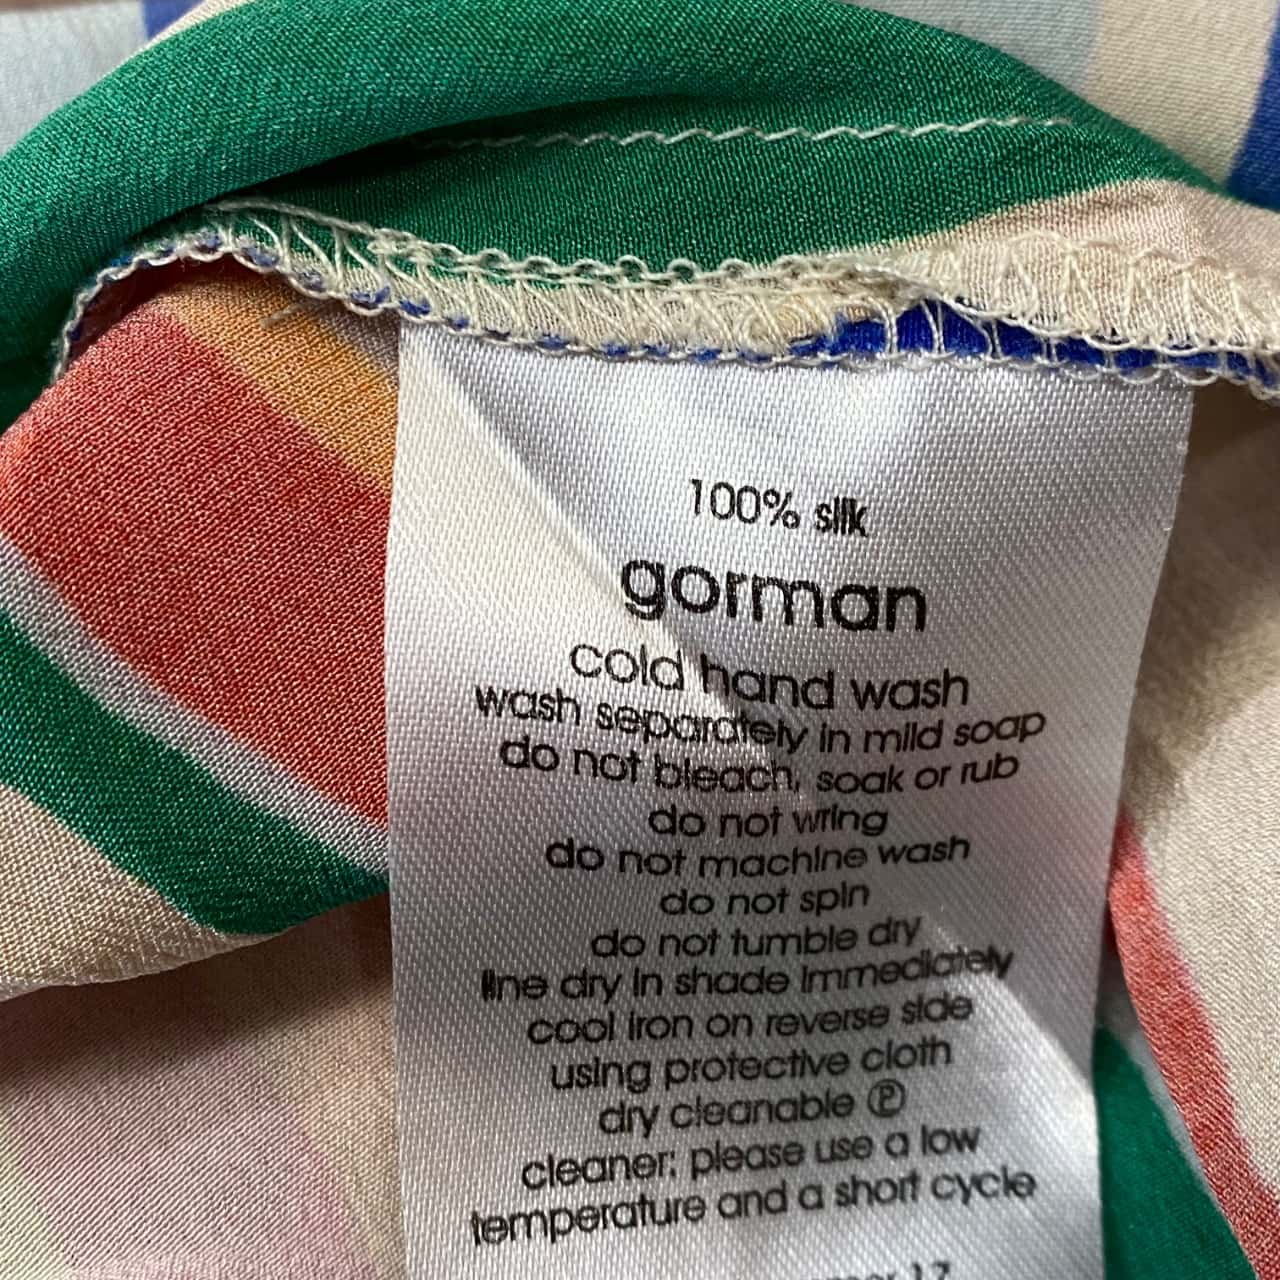 100% silk
gorman
cold hand wash
wash separately in mild soap
do not bleach, soak or rub
do not wring
do not machine wash
do not spin
do not tumble dry
line dry in shade immediately
cool iron on reverse side
using protective cloth
dry cleanable Ⓟ
cleaner: please use a low
temperature and a short cycle
17